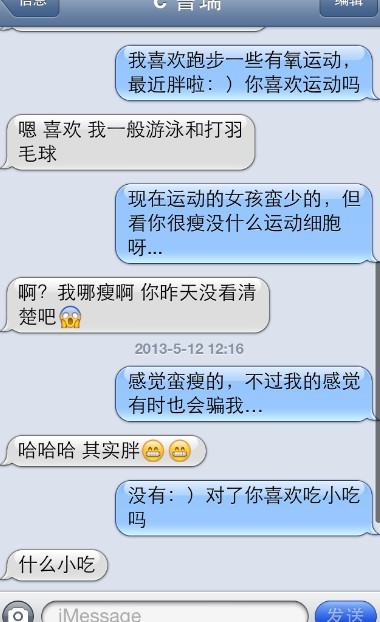 信息
C 曾瑞
编辑
我喜欢跑步一些有氧运动，
最近胖啦：）你喜欢运动吗
嗯 喜欢 我一般游泳和打羽
毛球
现在运动的女孩蛮少的，但
看你很瘦没什么运动细胞
呀...
啊？我哪瘦啊 你昨天没看清
楚吧😱
2013-5-12 12:16
感觉蛮瘦的，不过我的感觉
有时也会骗我...
哈哈哈 其实胖😁😁
没有：）对了你喜欢吃小吃
吗
什么小吃
iMessage
发送